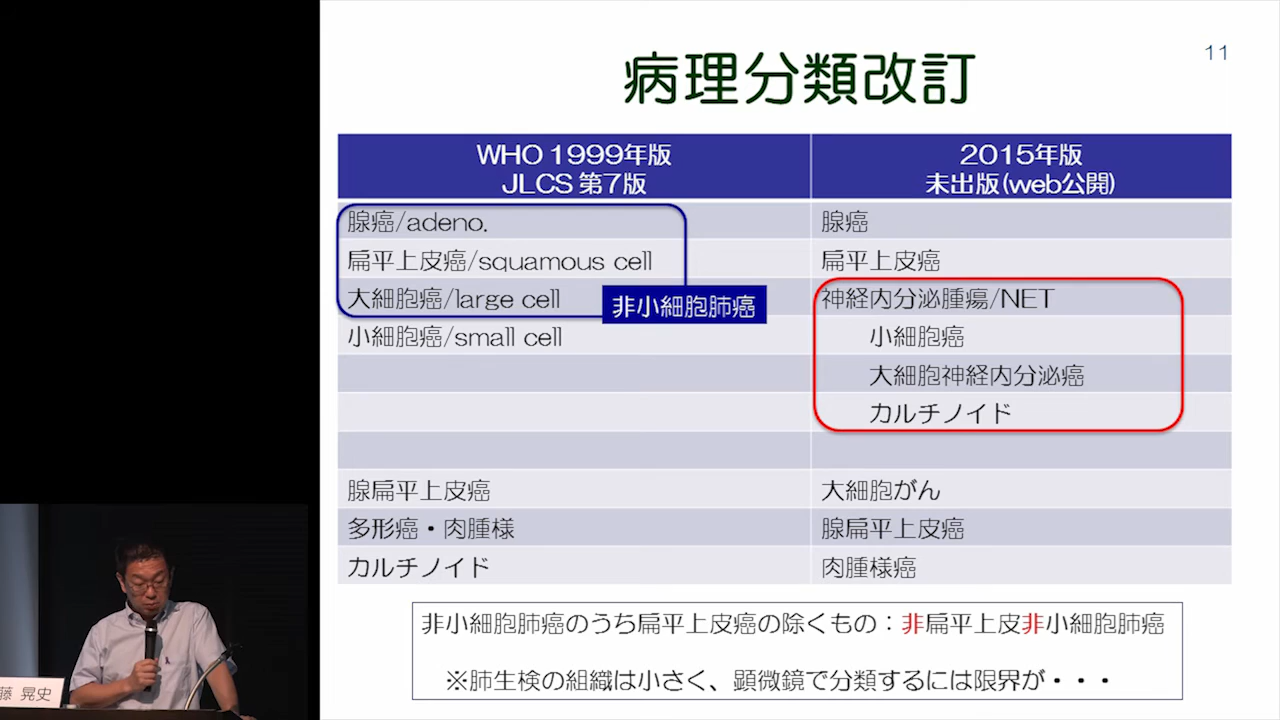 11
病理分類改訂
WHO 1999年版
JLCS 第7版
2015年版
未出版(web公開)
腺癌/adeno.
腺癌
扁平上皮癌/squamous cell
扁平上皮癌
大細胞癌/large cell
非小細胞肺癌
神経内分泌腫瘍/NET
小細胞癌/small cell
小細胞癌
大細胞神経内分泌癌
カルチノイド
腺扁平上皮癌
大細胞がん
多形癌・肉腫様
腺扁平上皮癌
カルチノイド
肉腫様癌
非小細胞肺癌のうち扁平上皮癌の除くもの：非扁平上皮非小細胞肺癌
※肺生検の組織は小さく、顕微鏡で分類するには限界が・・・
藤 晃史